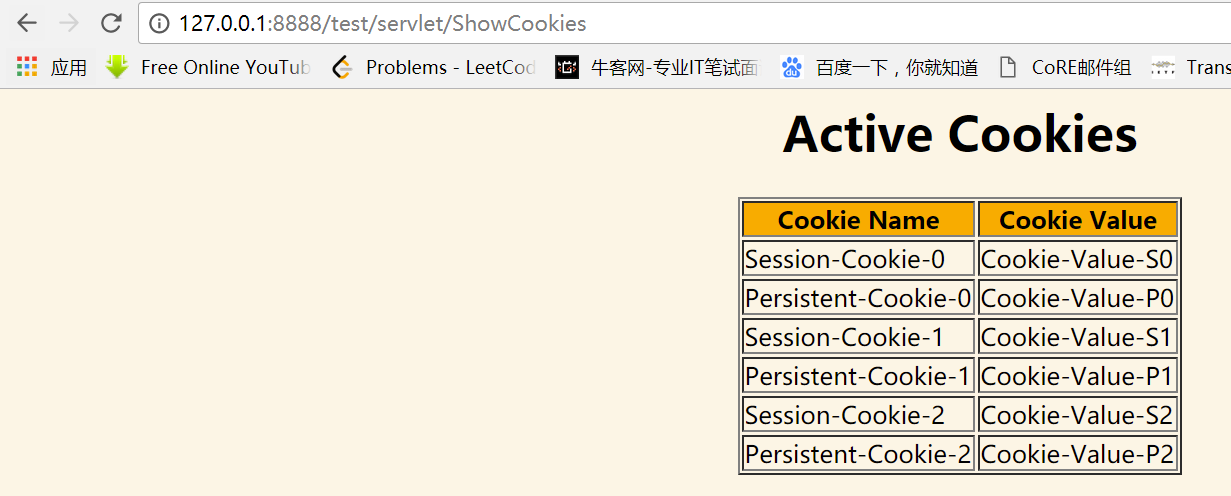 127.0.0.1:8888/test/servlet/ShowCookies
应用 Free Online YouTub Problems - LeetCod 牛客网-专业IT笔试面 百度一下，你就知道 CoRE邮件组 Trans
Active Cookies
Cookie Name Cookie Value
Session-Cookie-0 Cookie-Value-S0
Persistent-Cookie-0 Cookie-Value-P0
Session-Cookie-1 Cookie-Value-S1
Persistent-Cookie-1 Cookie-Value-P1
Session-Cookie-2 Cookie-Value-S2
Persistent-Cookie-2 Cookie-Value-P2